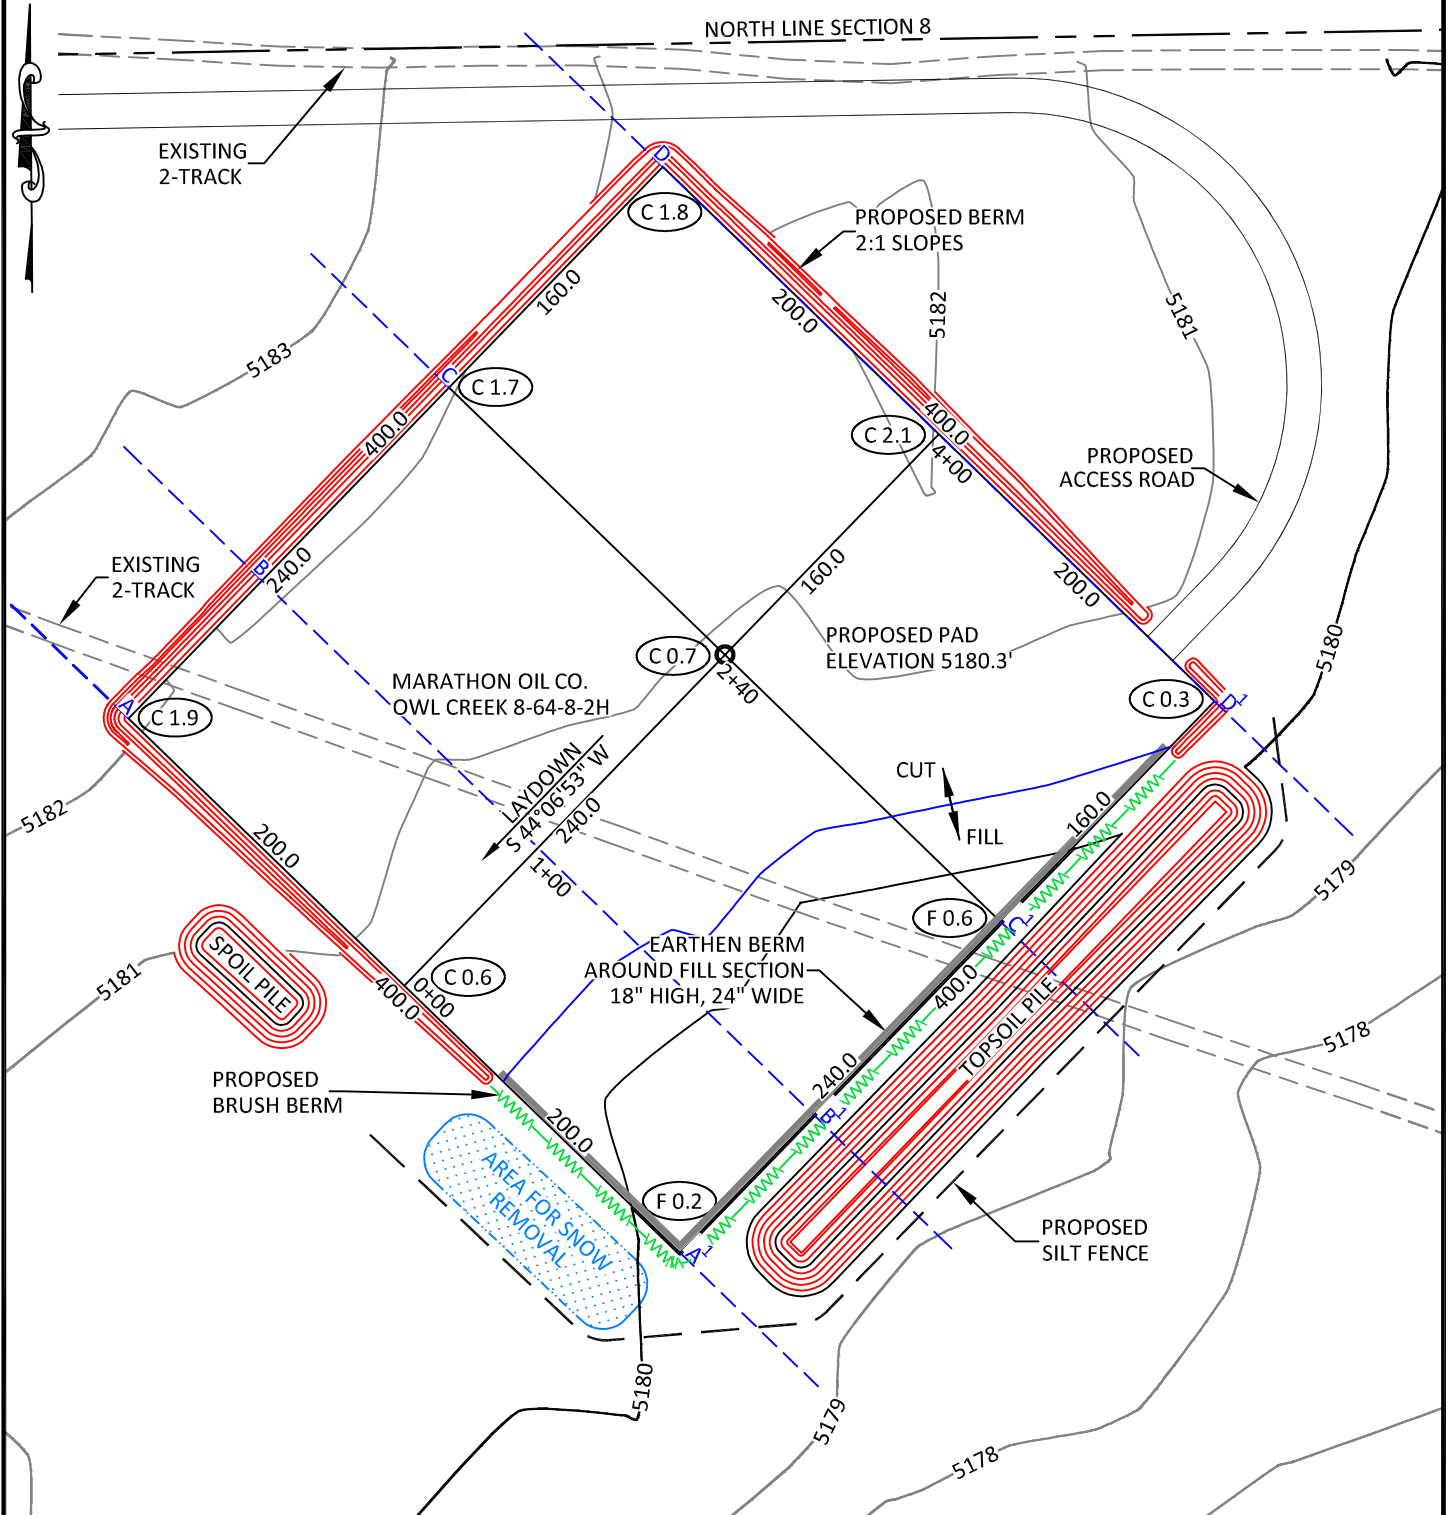 NORTH LINE SECTION 8
EXISTING
2-TRACK
D
C 1.8
PROPOSED BERM
2:1 SLOPES
160.0
200.0
5182
5181
5183
C
C 1.7
400.0
400.0
C 2.1
4+00
PROPOSED
ACCESS ROAD
EXISTING
2-TRACK
B
240.0
160.0
200.0
5180
PROPOSED PAD
ELEVATION 5180.3'
C 0.7
2+40
MARATHON OIL CO.
OWL CREEK 8-64-8-2H
A
C 1.9
C 0.3
D1
5182
LAYDOWN
S 44°06'53" W
240.0
1+00
CUT
FILL
160.0
200.0
5179
SPOIL PILE
5181
C 0.6
0+00
400.0
F 0.6
C1
EARTHEN BERM
AROUND FILL SECTION
18" HIGH, 24" WIDE
400.0
TOPSOIL PILE
5178
240.0
B1
PROPOSED
BRUSH BERM
200.0
AREA FOR SNOW
REMOVAL
F 0.2
A1
PROPOSED
SILT FENCE
5180
5179
5178